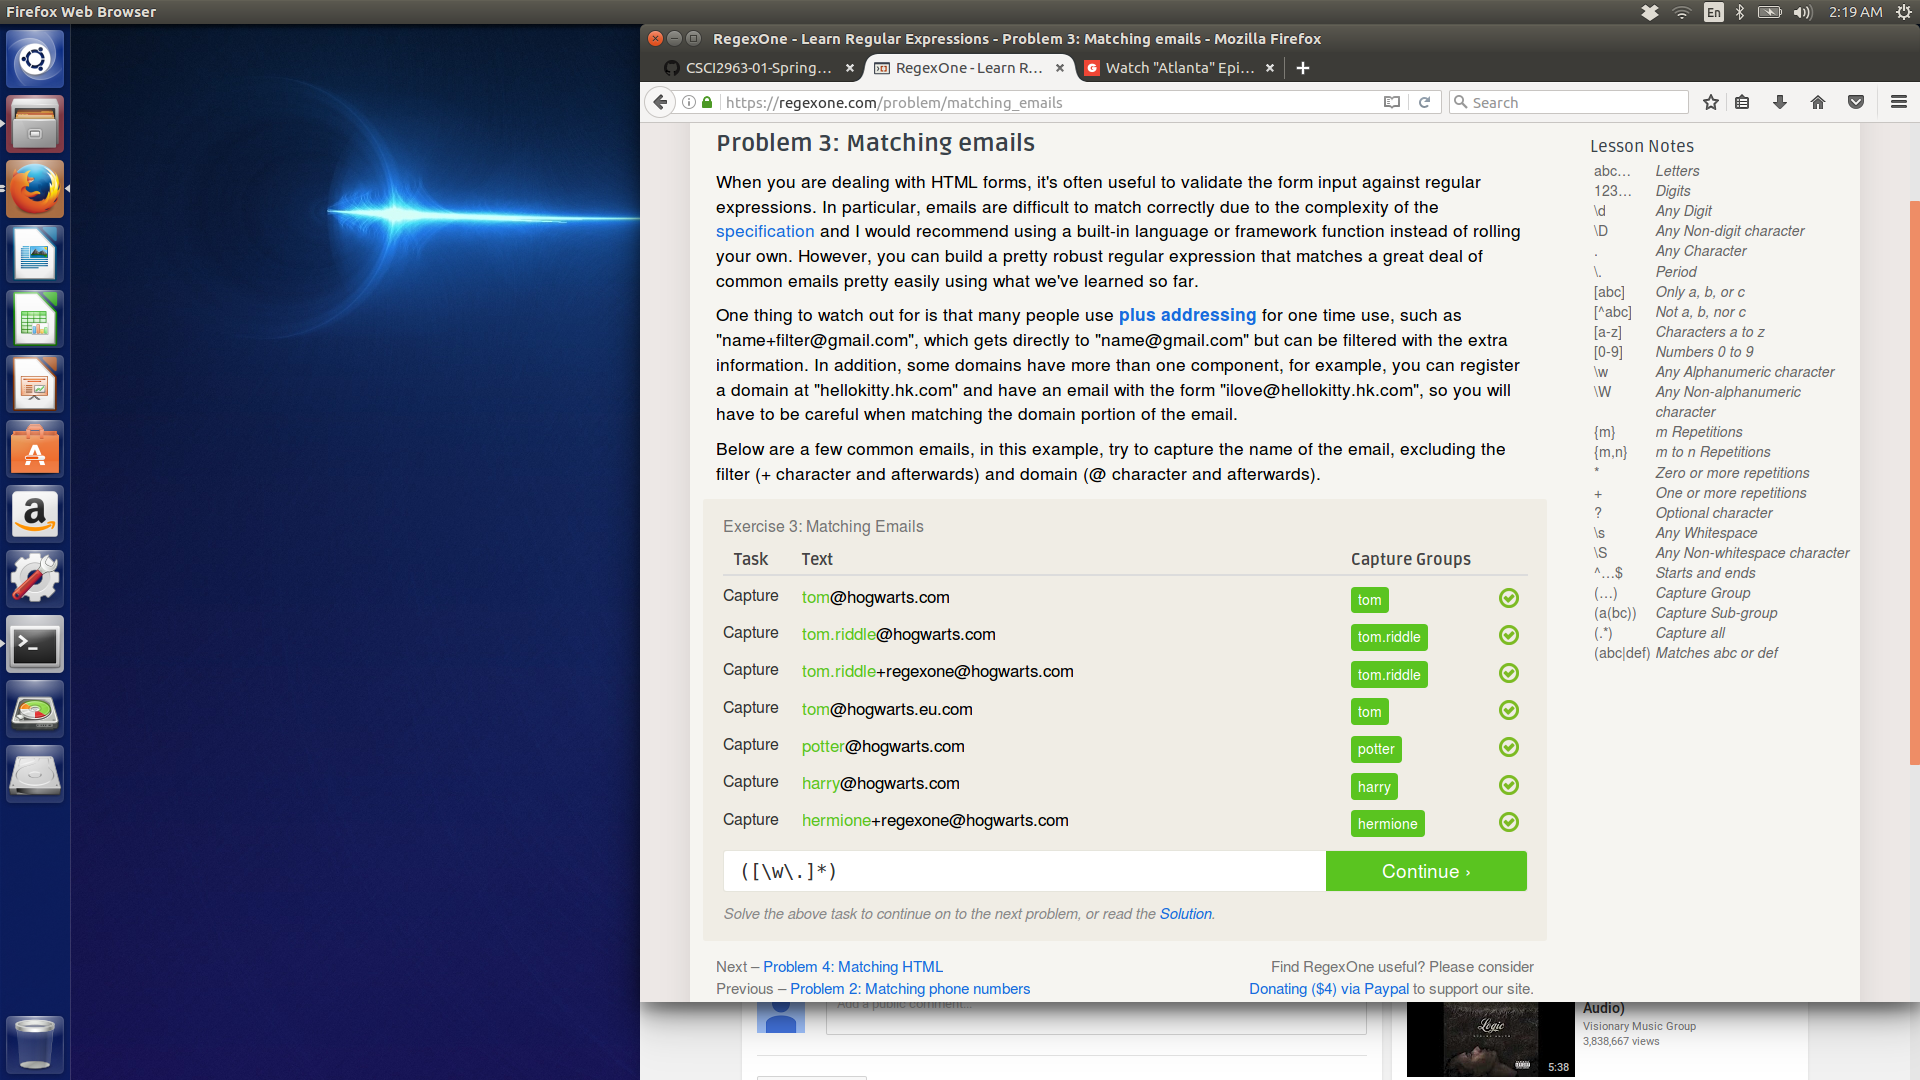 Firefox Web Browser
En
2:19 AM
RegexOne - Learn Regular Expressions - Problem 3: Matching emails - Mozilla Firefox
CSCI2963-01-Spring...
RegexOne - Learn R...
Watch "Atlanta" Epi...
https://regexone.com/problem/matching_emails
Search
Problem 3: Matching emails
When you are dealing with HTML forms, it's often useful to validate the form input against regular
expressions. In particular, emails are difficult to match correctly due to the complexity of the
specification and I would recommend using a built-in language or framework function instead of rolling
your own. However, you can build a pretty robust regular expression that matches a great deal of
common emails pretty easily using what we've learned so far.
One thing to watch out for is that many people use plus addressing for one time use, such as
"name+filter@gmail.com", which gets directly to "name@gmail.com" but can be filtered with the extra
information. In addition, some domains have more than one component, for example, you can register
a domain at "hellokitty.hk.com" and have an email with the form "ilove@hellokitty.hk.com", so you will
have to be careful when matching the domain portion of the email.
Below are a few common emails, in this example, try to capture the name of the email, excluding the
filter (+ character and afterwards) and domain (@ character and afterwards).
Exercise 3: Matching Emails
Task Text Capture Groups
Capture tom@hogwarts.com tom
Capture tom.riddle@hogwarts.com tom.riddle
Capture tom.riddle+regexone@hogwarts.com tom.riddle
Capture tom@hogwarts.eu.com tom
Capture potter@hogwarts.com potter
Capture harry@hogwarts.com harry
Capture hermione+regexone@hogwarts.com hermione
([\w\.]*)
Continue ›
Solve the above task to continue on to the next problem, or read the Solution.
Next – Problem 4: Matching HTML
Previous – Problem 2: Matching phone numbers
Find RegexOne useful? Please consider
Donating ($4) via Paypal to support our site.
Lesson Notes
abc... Letters
123... Digits
\d Any Digit
\D Any Non-digit character
. Any Character
\. Period
[abc] Only a, b, or c
[^abc] Not a, b, nor c
[a-z] Characters a to z
[0-9] Numbers 0 to 9
\w Any Alphanumeric character
\W Any Non-alphanumeric
character
{m} m Repetitions
{m,n} m to n Repetitions
* Zero or more repetitions
+ One or more repetitions
? Optional character
\s Any Whitespace
\S Any Non-whitespace character
^...$ Starts and ends
(...) Capture Group
(a(bc)) Capture Sub-group
(.*) Capture all
(abc|def) Matches abc or def
Add a public comment...
Logic
5:38
Audio)
Visionary Music Group
3,838,667 views